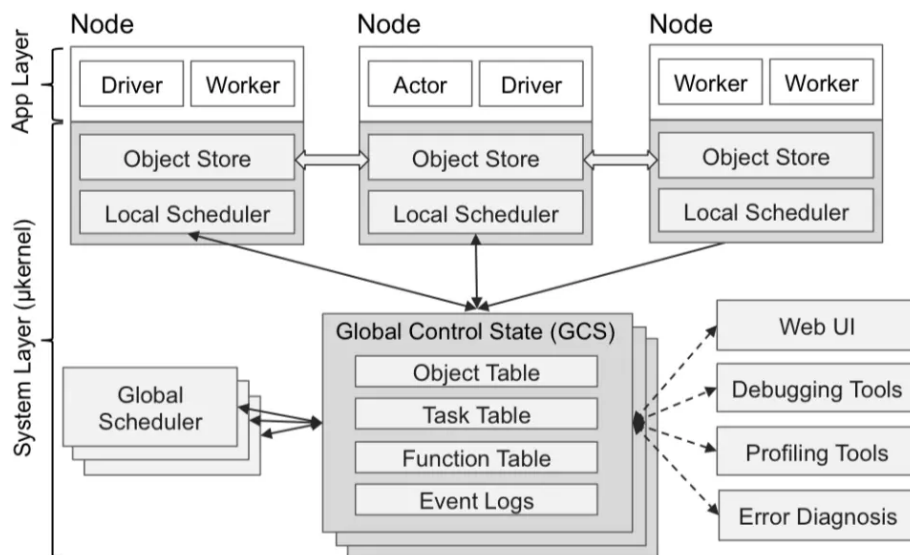 Node
Node
Node
App Layer
Driver
Worker
Actor
Driver
Worker
Worker
Object Store
Object Store
Object Store
Local Scheduler
Local Scheduler
Local Scheduler
System Layer (μkernel)
Global Control State (GCS)
Object Table
Task Table
Function Table
Event Logs
Global
Scheduler
Web UI
Debugging Tools
Profiling Tools
Error Diagnosis